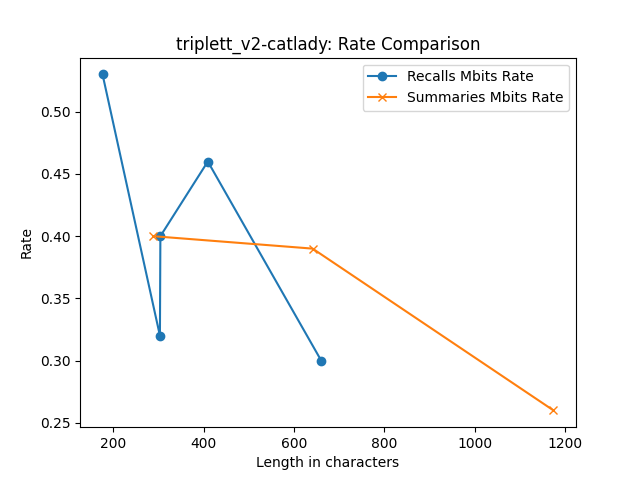 triplett_v2-catlady: Rate Comparison
Recalls Mbits Rate
Summaries Mbits Rate
0.50
0.45
0.40
0.35
0.30
0.25
Rate
200 400 600 800 1000 1200
Length in characters